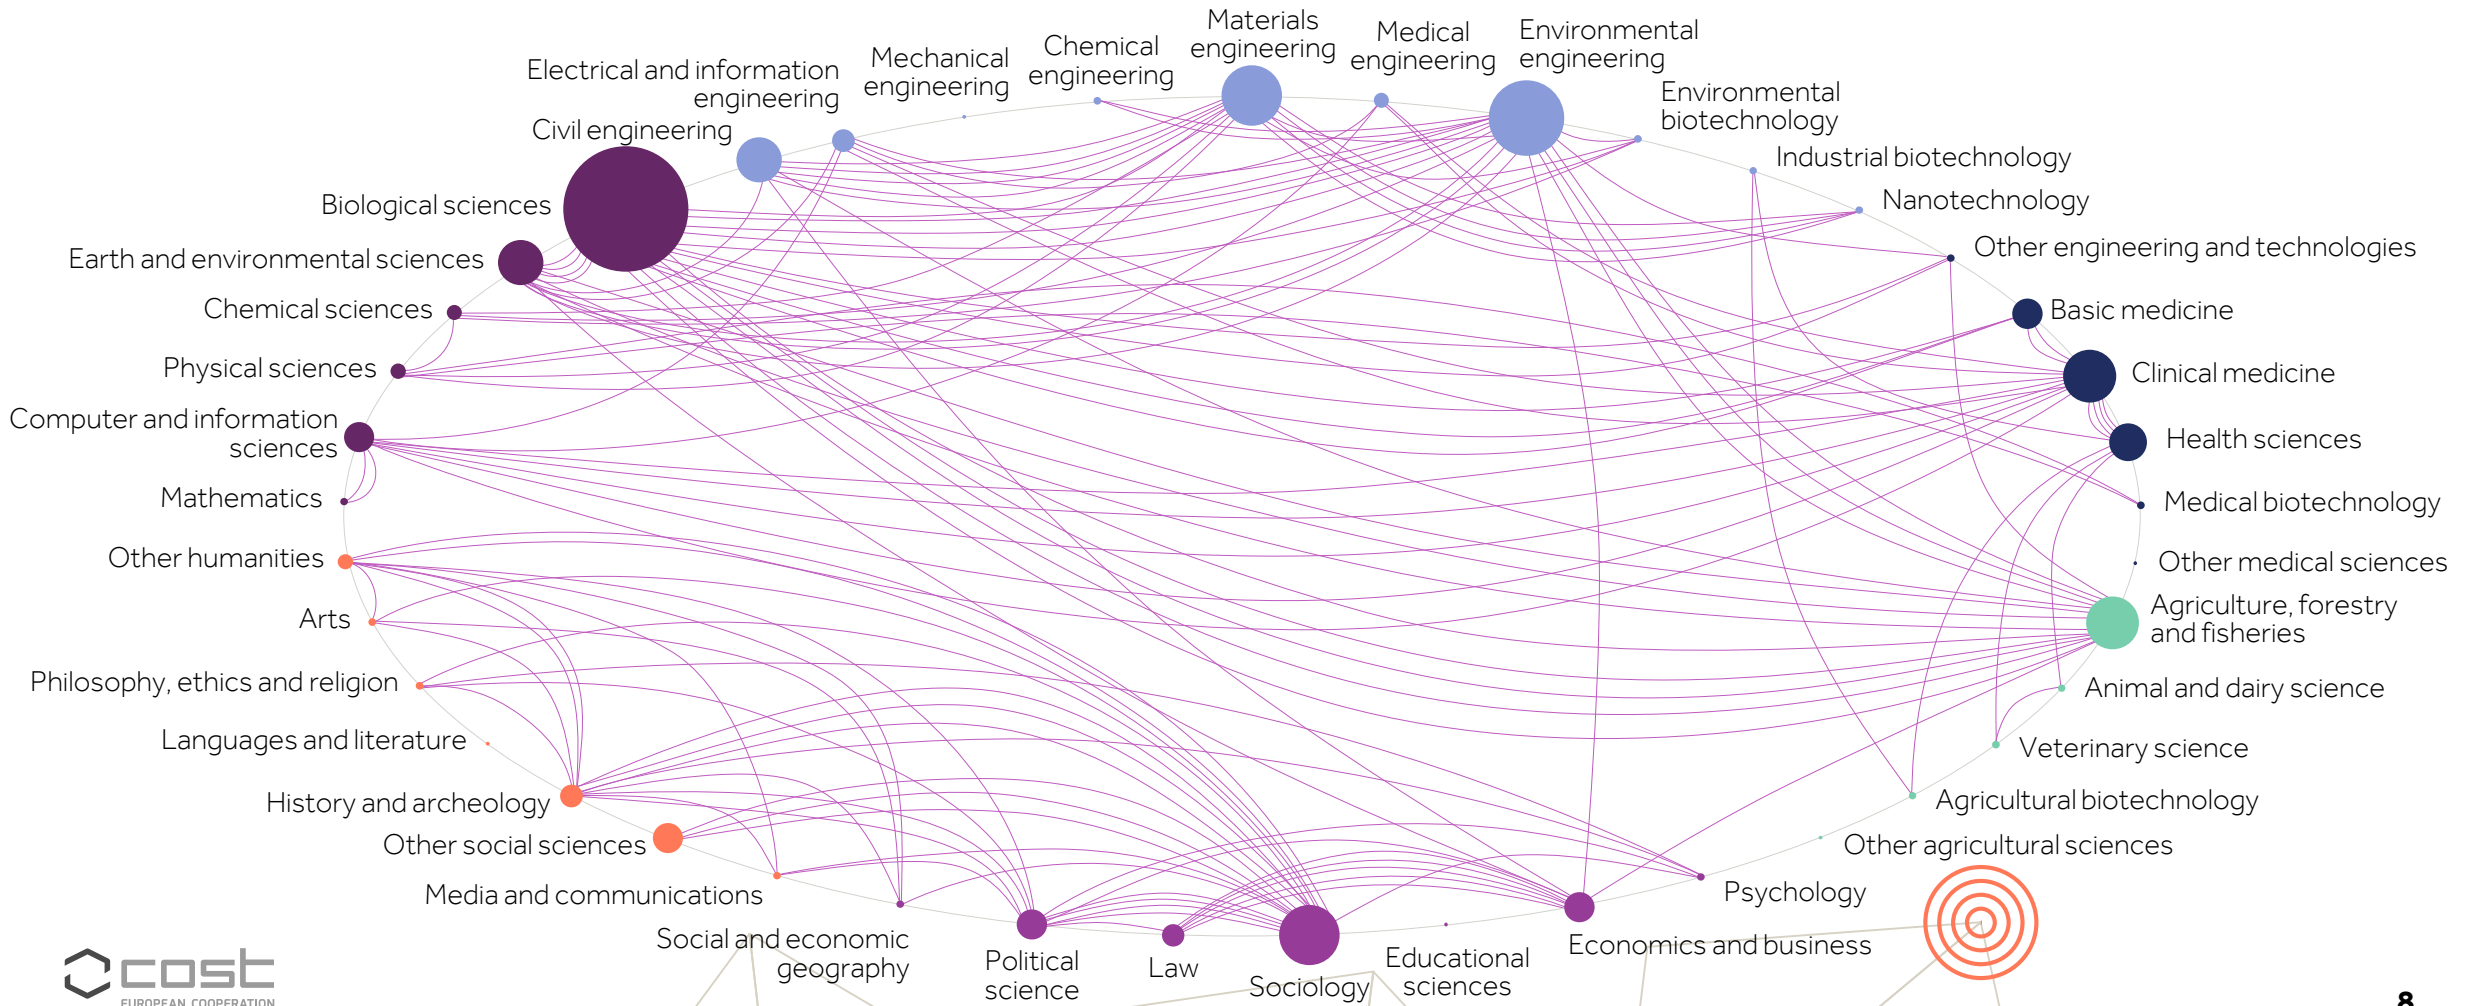 Materials
engineering
Medical
engineering
Environmental
engineering
Chemical
engineering
Mechanical
engineering
Electrical and information
engineering
Environmental
biotechnology
Civil engineering
Industrial biotechnology
Biological sciences
Nanotechnology
Earth and environmental sciences
Other engineering and technologies
Chemical sciences
Basic medicine
Physical sciences
Clinical medicine
Computer and information
sciences
Health sciences
Mathematics
Medical biotechnology
Other humanities
Other medical sciences
Arts
Agriculture, forestry
and fisheries
Philosophy, ethics and religion
Animal and dairy science
Languages and literature
Veterinary science
History and archeology
Agricultural biotechnology
Other social sciences
Other agricultural sciences
Media and communications
Psychology
Social and economic
geography
Political
science
Law
Sociology
Educational
sciences
Economics and business
cost
EUROPEAN COOPERATION
8